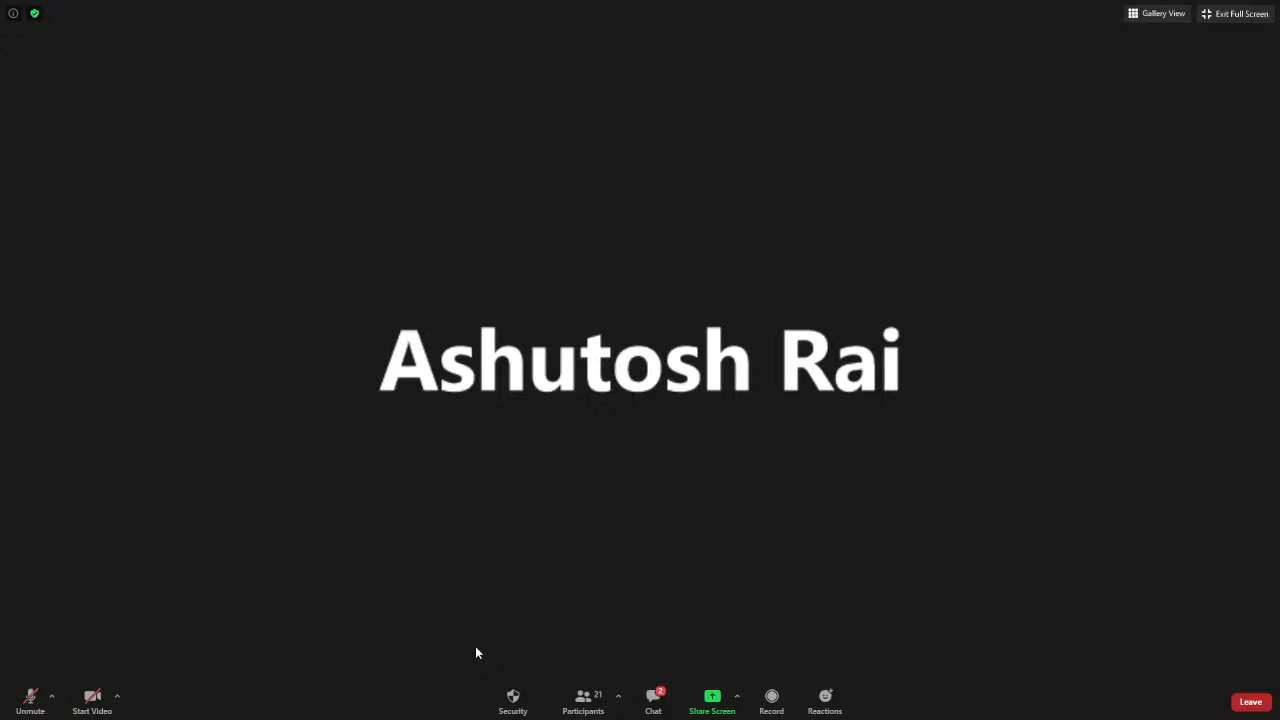 Gallery View Exit Full Screen
Ashutosh Rai
21
2
Unmute Start Video Security Participants Chat Share Screen Record Reactions Leave